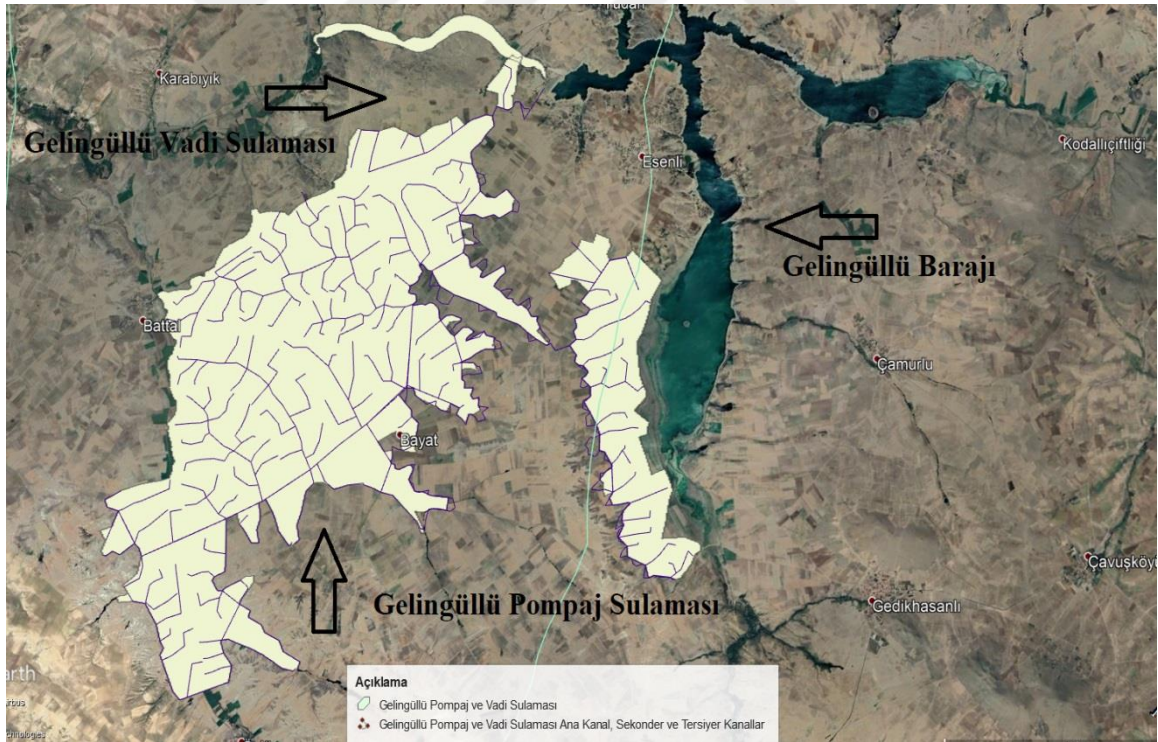 Karabıyık
Gelingüllü Vadi Sulaması
Esenli
Kodallıçiftliği
Gelingüllü Barajı
Battal
Çamurlu
Bayat
Çavuşköyü
Gelingüllü Pompaj Sulaması
Gedikhasanlı
Açıklama
Gelingüllü Pompaj ve Vadi Sulaması
Gelingüllü Pompaj ve Vadi Sulaması Ana Kanal, Sekonder ve Tersiyer Kanallar
arth